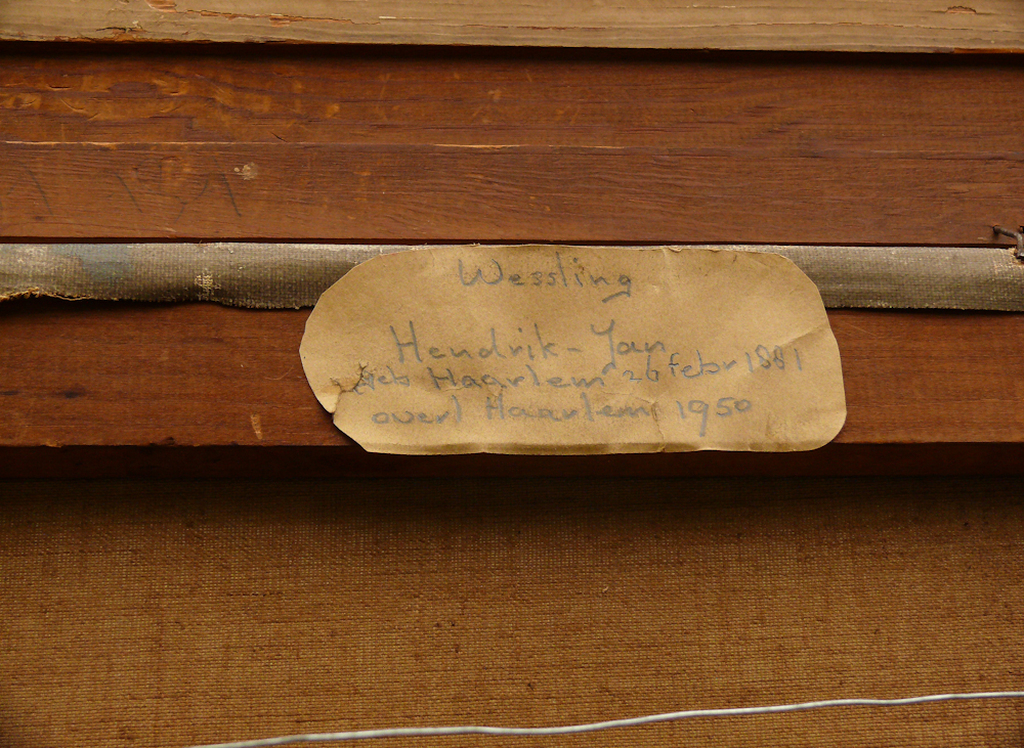 Wessling
Hendrik-Jan
geb Haarlem 26 febr 1881
overl Haarlem 1950